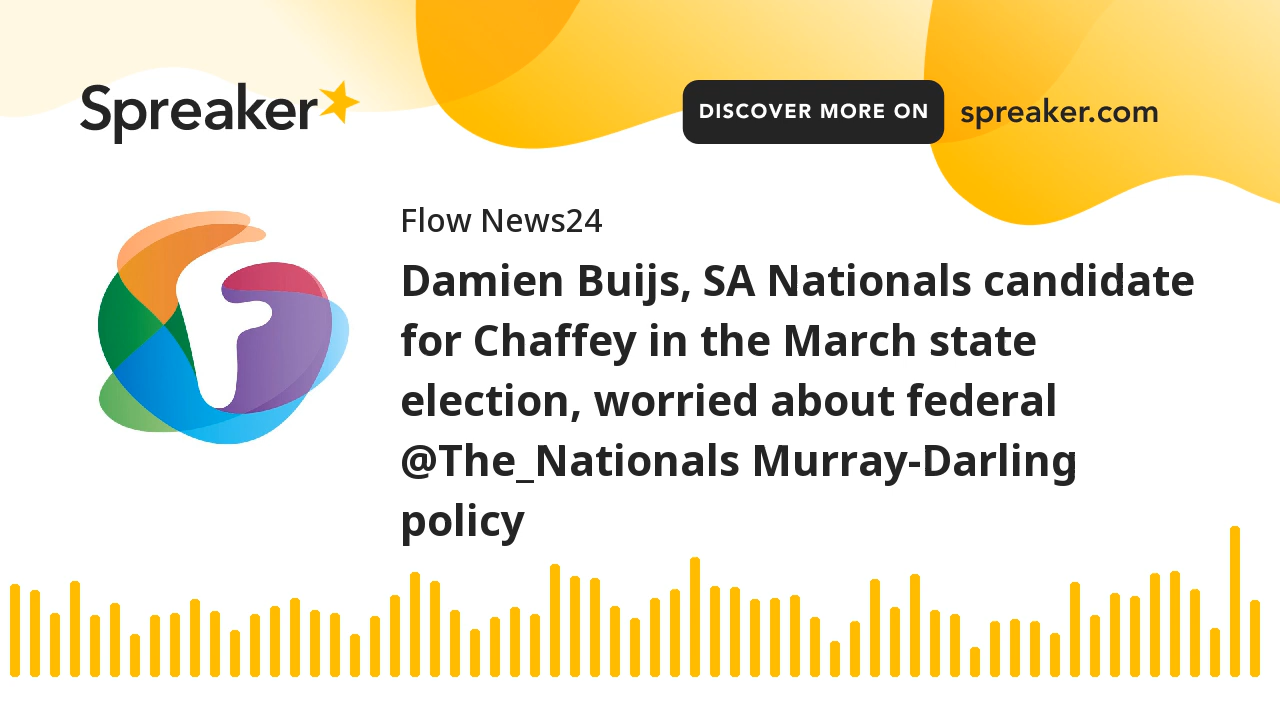 Spreaker
DISCOVER MORE ON spreaker.com
Flow News24
Damien Buijs, SA Nationals candidate
for Chaffey in the March state
election, worried about federal
@The_Nationals Murray-Darling
policy